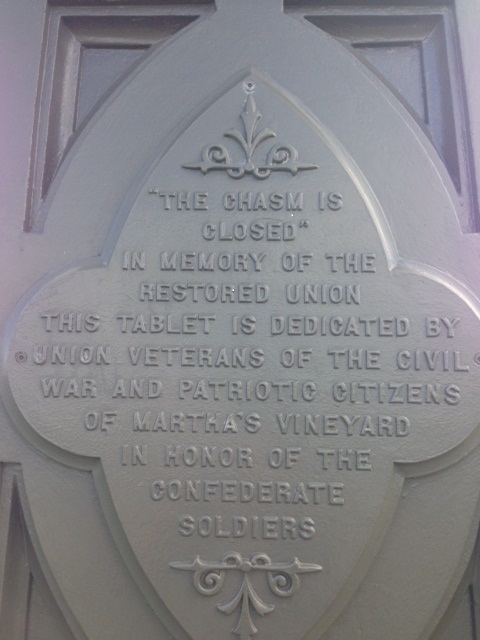 "THE CHASM IS
CLOSED"
IN MEMORY OF THE
RESTORED UNION
THIS TABLET IS DEDICATED BY
UNION VETERANS OF THE CIVIL
WAR AND PATRIOTIC CITIZENS
OF MARTHA'S VINEYARD
IN HONOR OF THE
CONFEDERATE
SOLDIERS